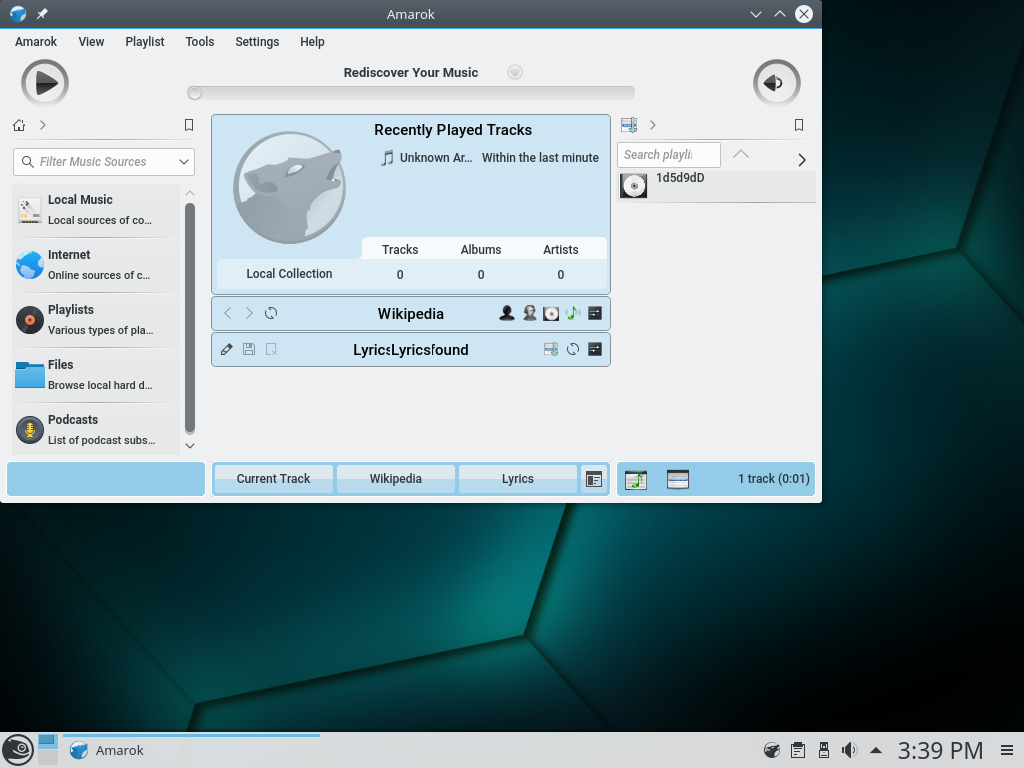 Amarok
Amarok View Playlist Tools Settings Help
Rediscover Your Music
Filter Music Sources
Local Music
Local sources of co...
Internet
Online sources of c...
Playlists
Various types of pla...
Files
Browse local hard d...
Podcasts
List of podcast subs...
Recently Played Tracks
Unknown Ar... Within the last minute
Tracks Albums Artists
Local Collection 0 0 0
Wikipedia
Lyrics
Lyrics
found
Current Track Wikipedia Lyrics
Search playli
1d5d9dD
1 track (0:01)
Amarok
3:39 PM